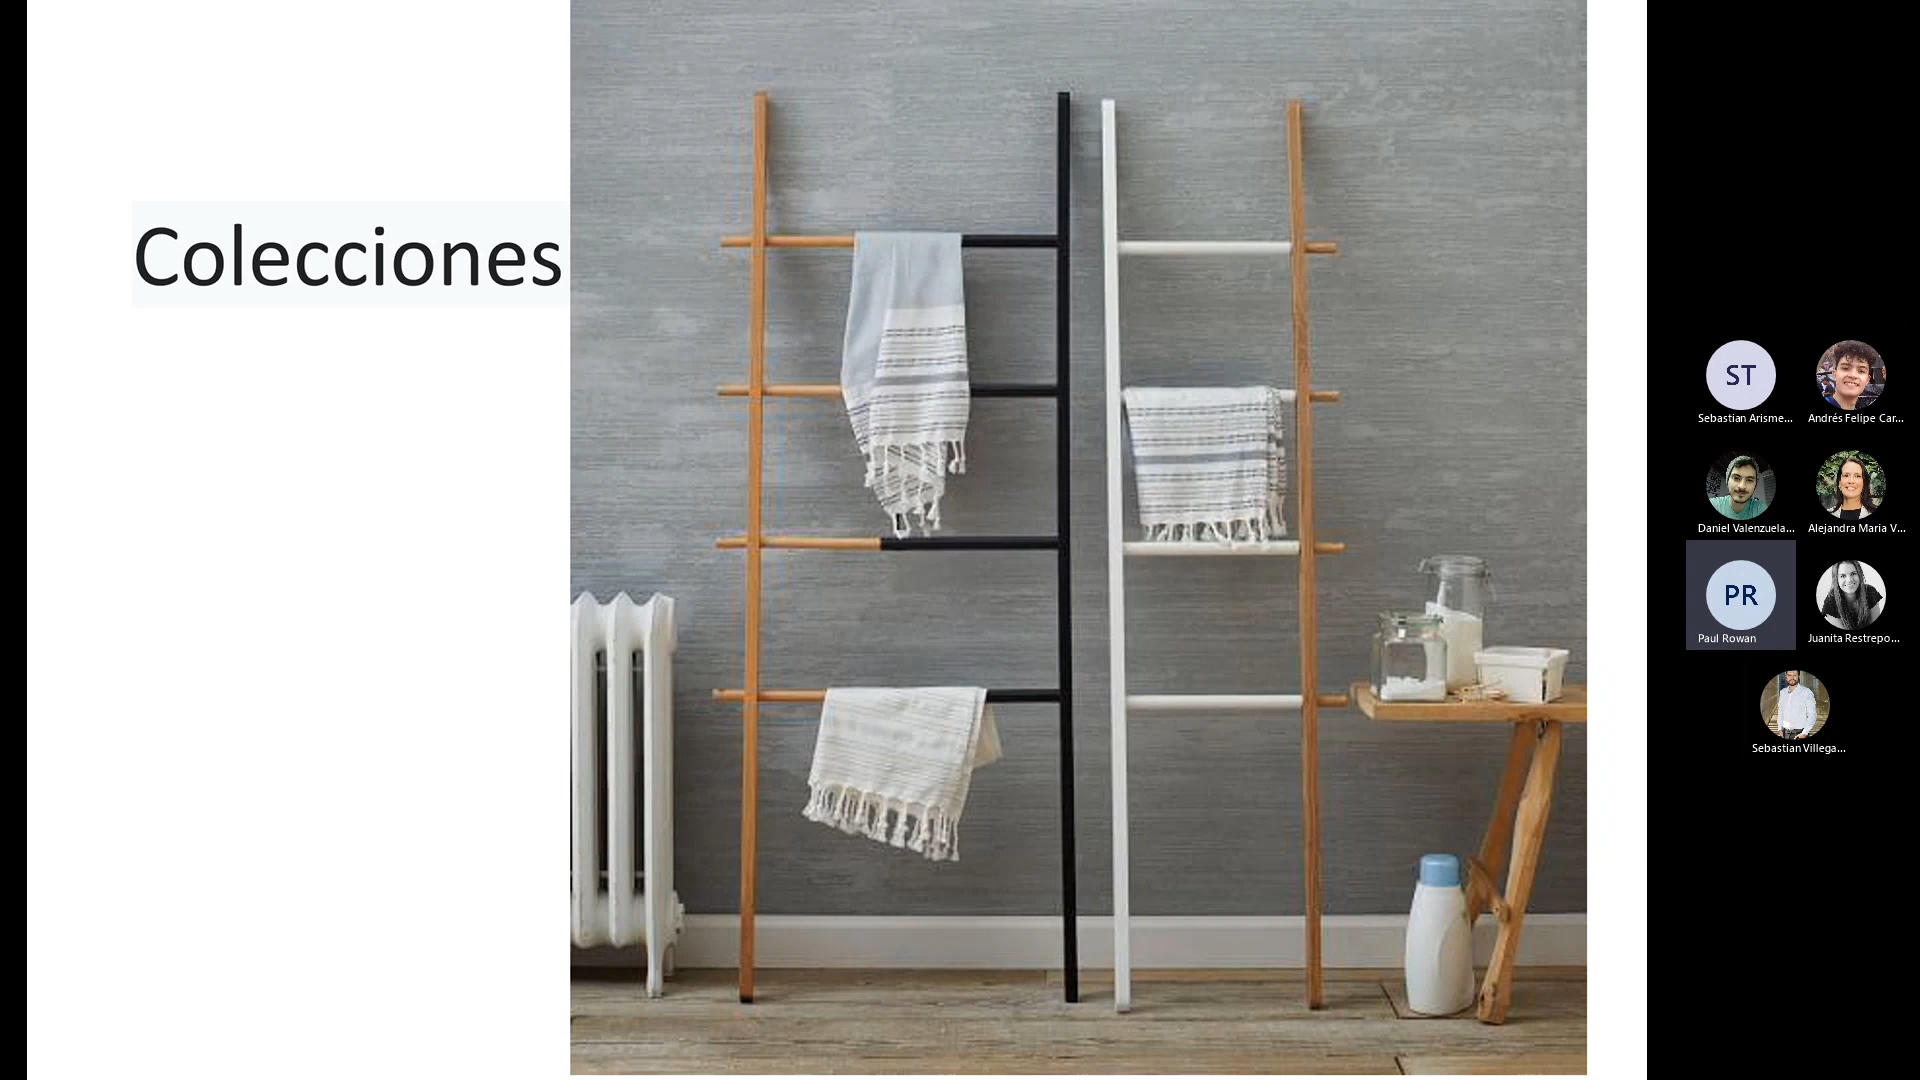 Colecciones
ST
Sebastian Arisme...
Andrés Felipe Car...
Daniel Valenzuela...
Alejandra Maria V...
PR
Paul Rowan
Juanita Restrepo...
Sebastian Villega...